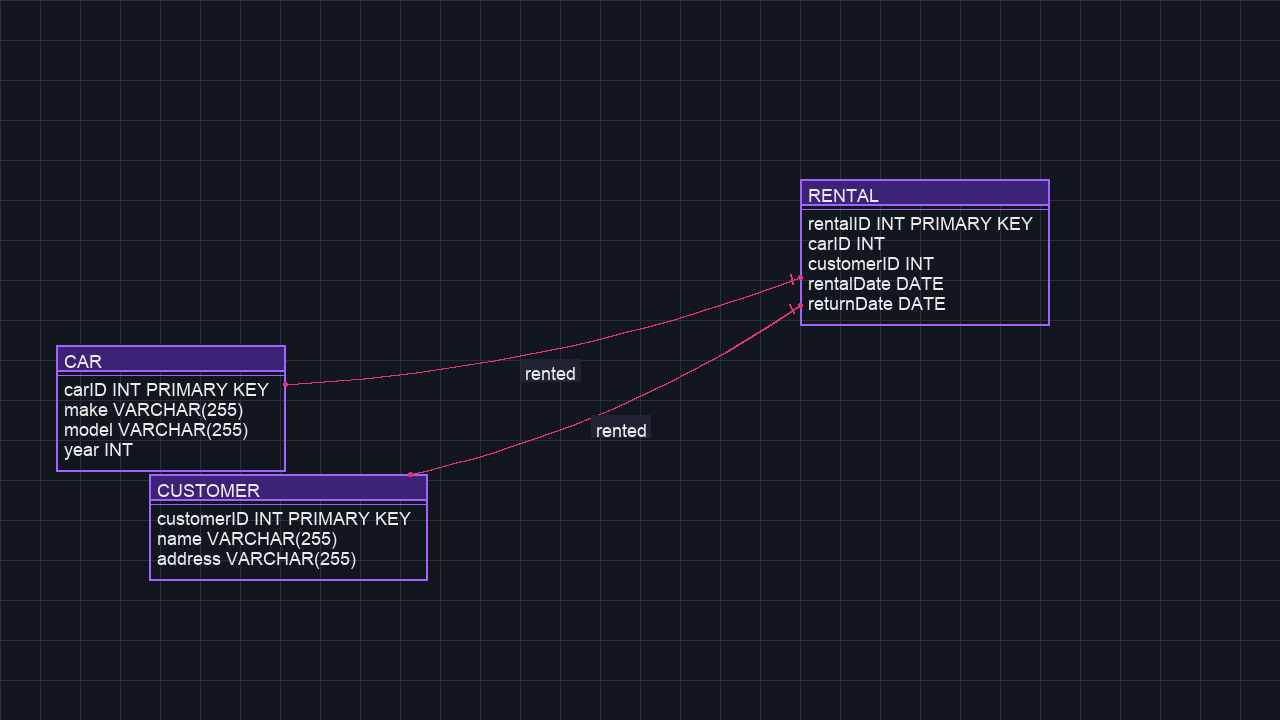 RENTAL
rentalID INT PRIMARY KEY
carID INT
customerID INT
rentalDate DATE
returnDate DATE
CAR
carID INT PRIMARY KEY
make VARCHAR(255)
model VARCHAR(255)
year INT
rented
rented
CUSTOMER
customerID INT PRIMARY KEY
name VARCHAR(255)
address VARCHAR(255)